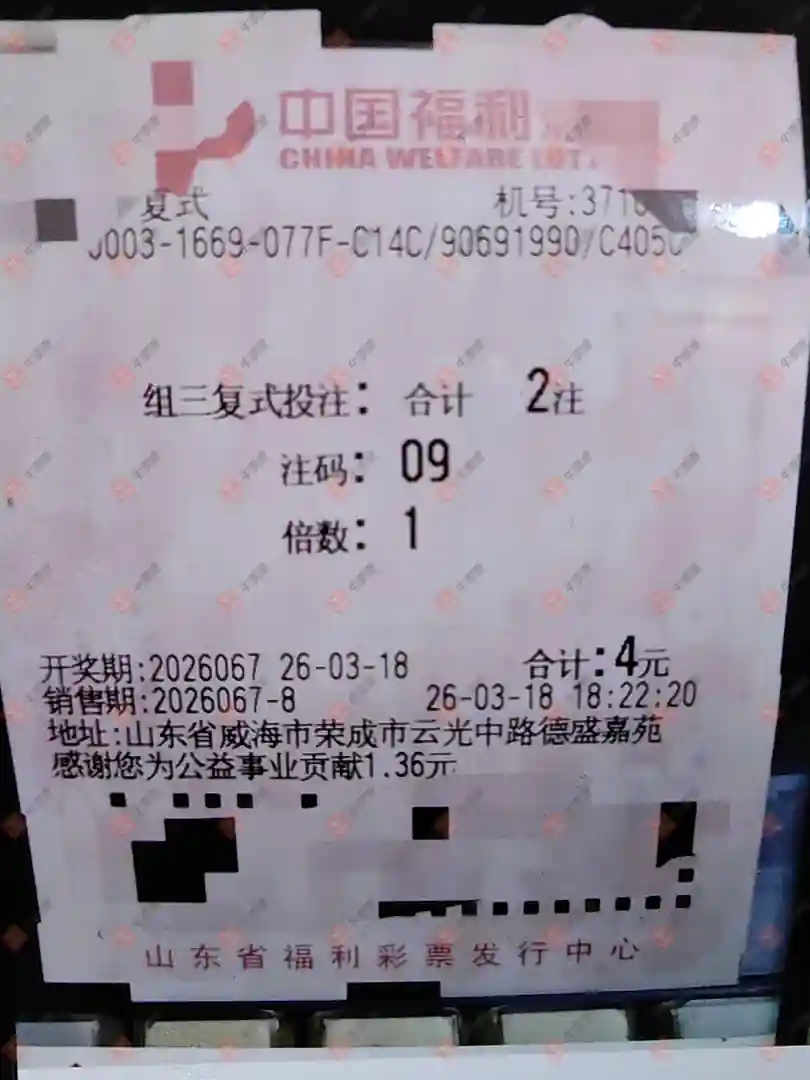 中国福利
CHINA WELFARE LOT
复式 机号:3710
003-1669-077F-C14C/90691990/C405
组三复式投注: 合计 2注
注码: 09
倍数: 1
开奖期:2026067 26-03-18 合计:4元
销售期:2026067-8 26-03-18 18:22:20
地址:山东省威海市荣成市云光中路德盛嘉苑
感谢您为公益事业贡献1.36元
山东省福利彩票发行中心